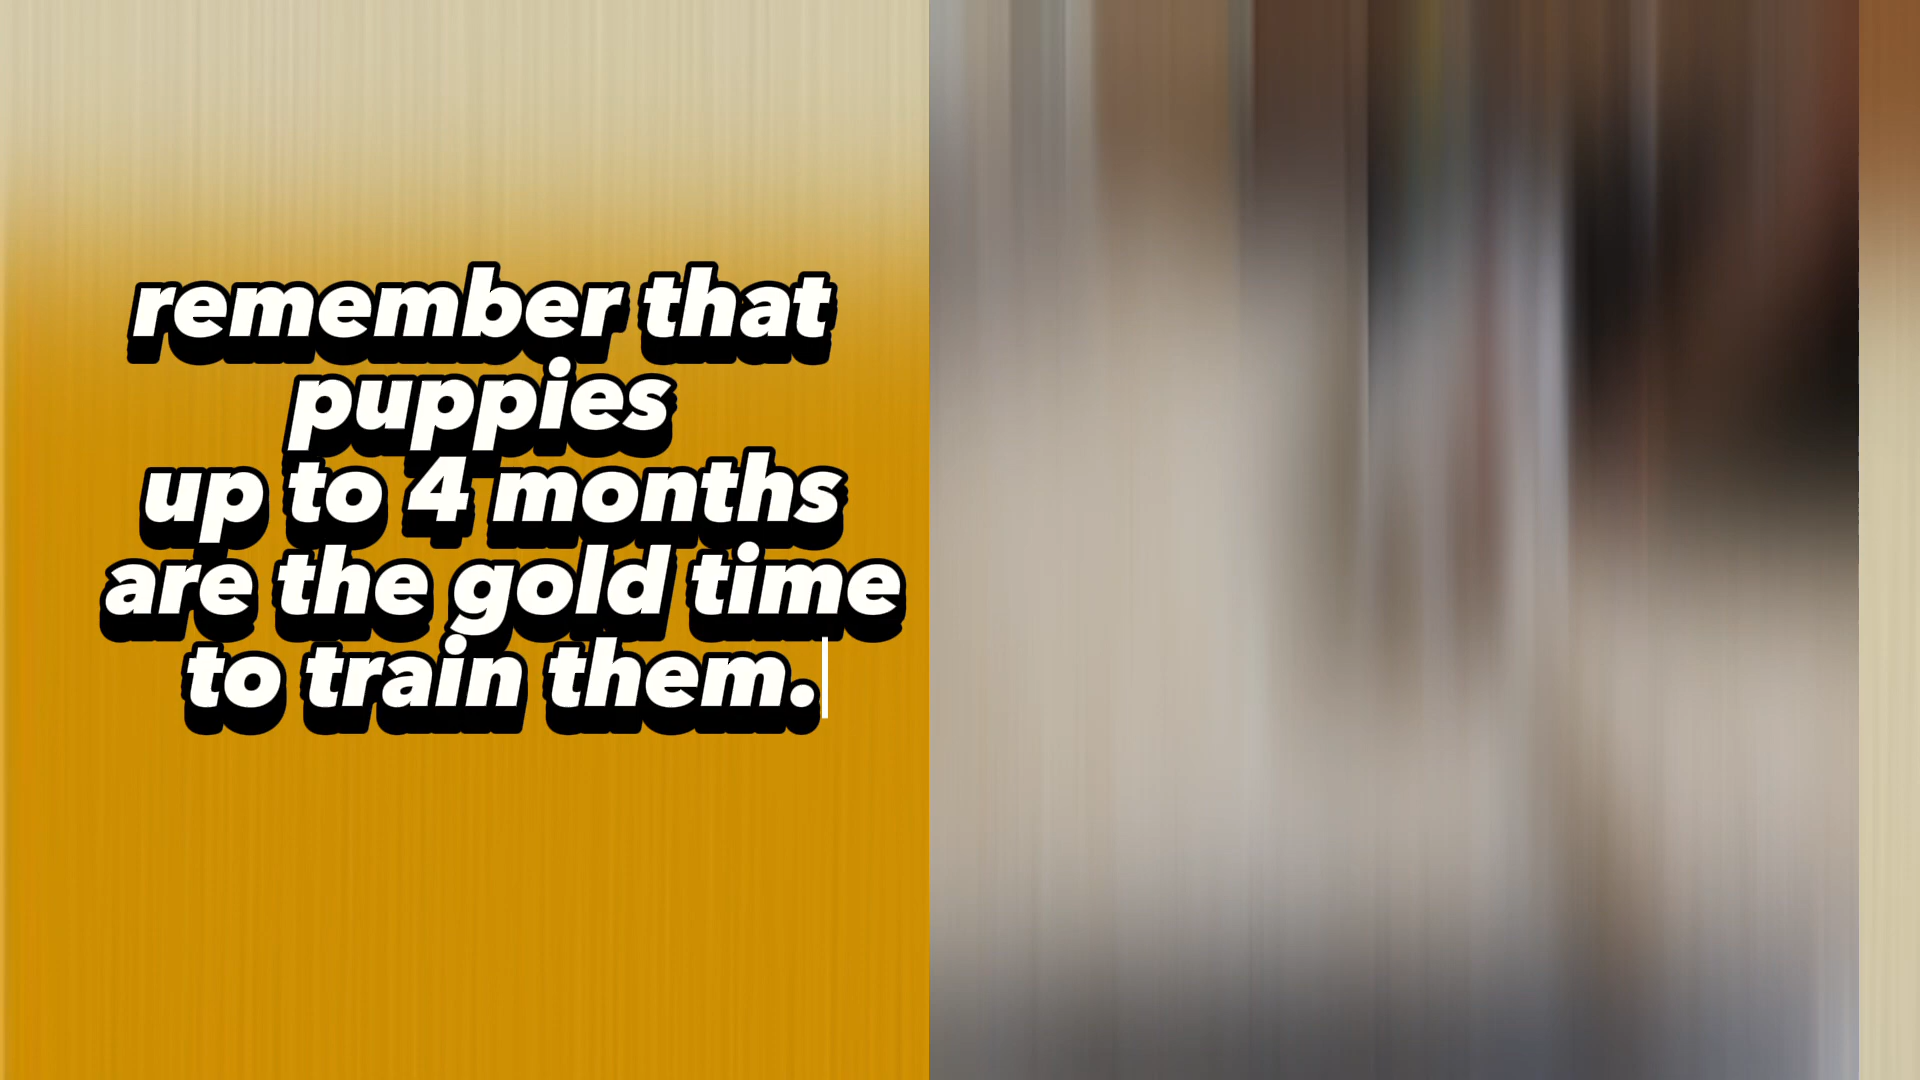 remember that
puppies
up to 4 months
are the gold time
to train them.